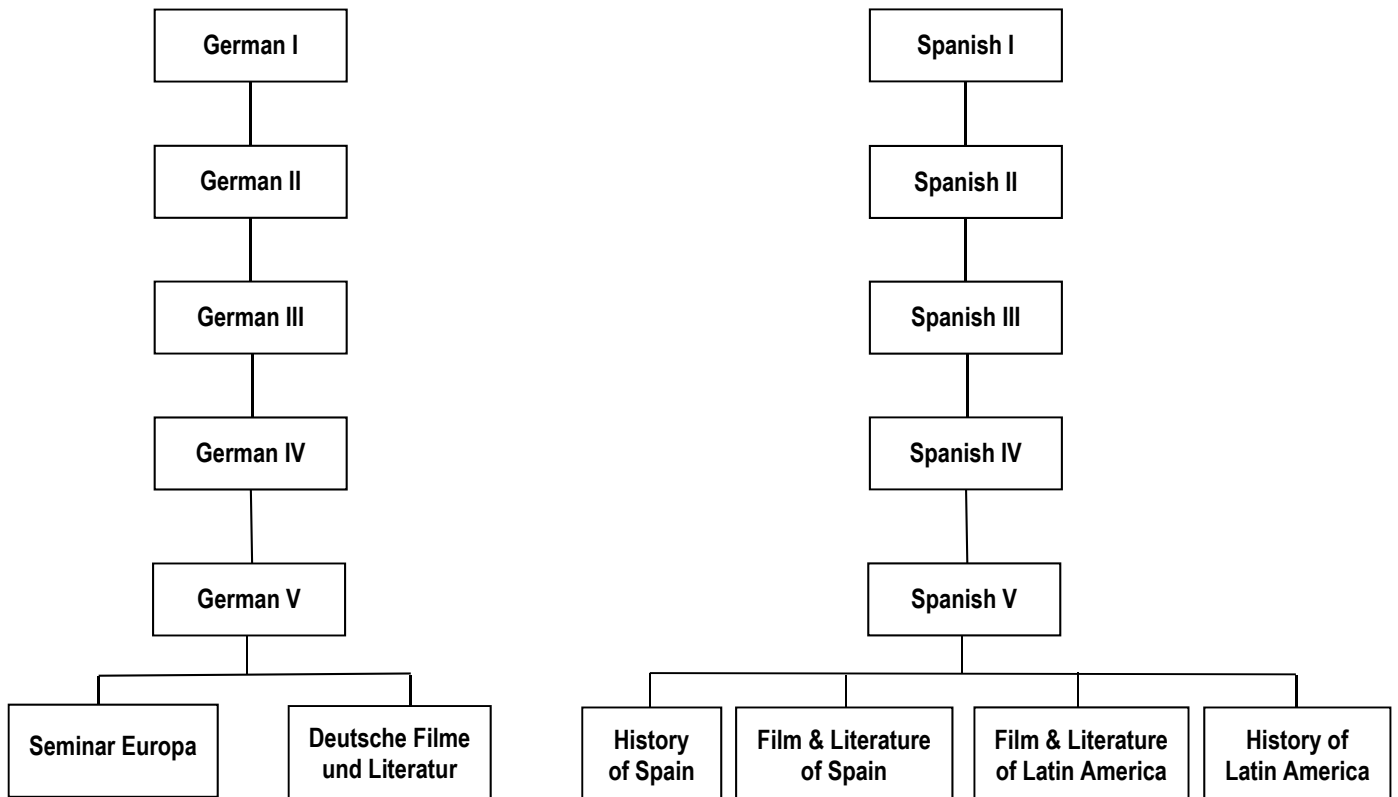 German I
Spanish I
German II
Spanish II
German III
Spanish III
German IV
Spanish IV
German V
Spanish V
Seminar Europa
Deutsche Filme
und Literatur
History
of Spain
Film & Literature
of Spain
Film & Literature
of Latin America
History of
Latin America